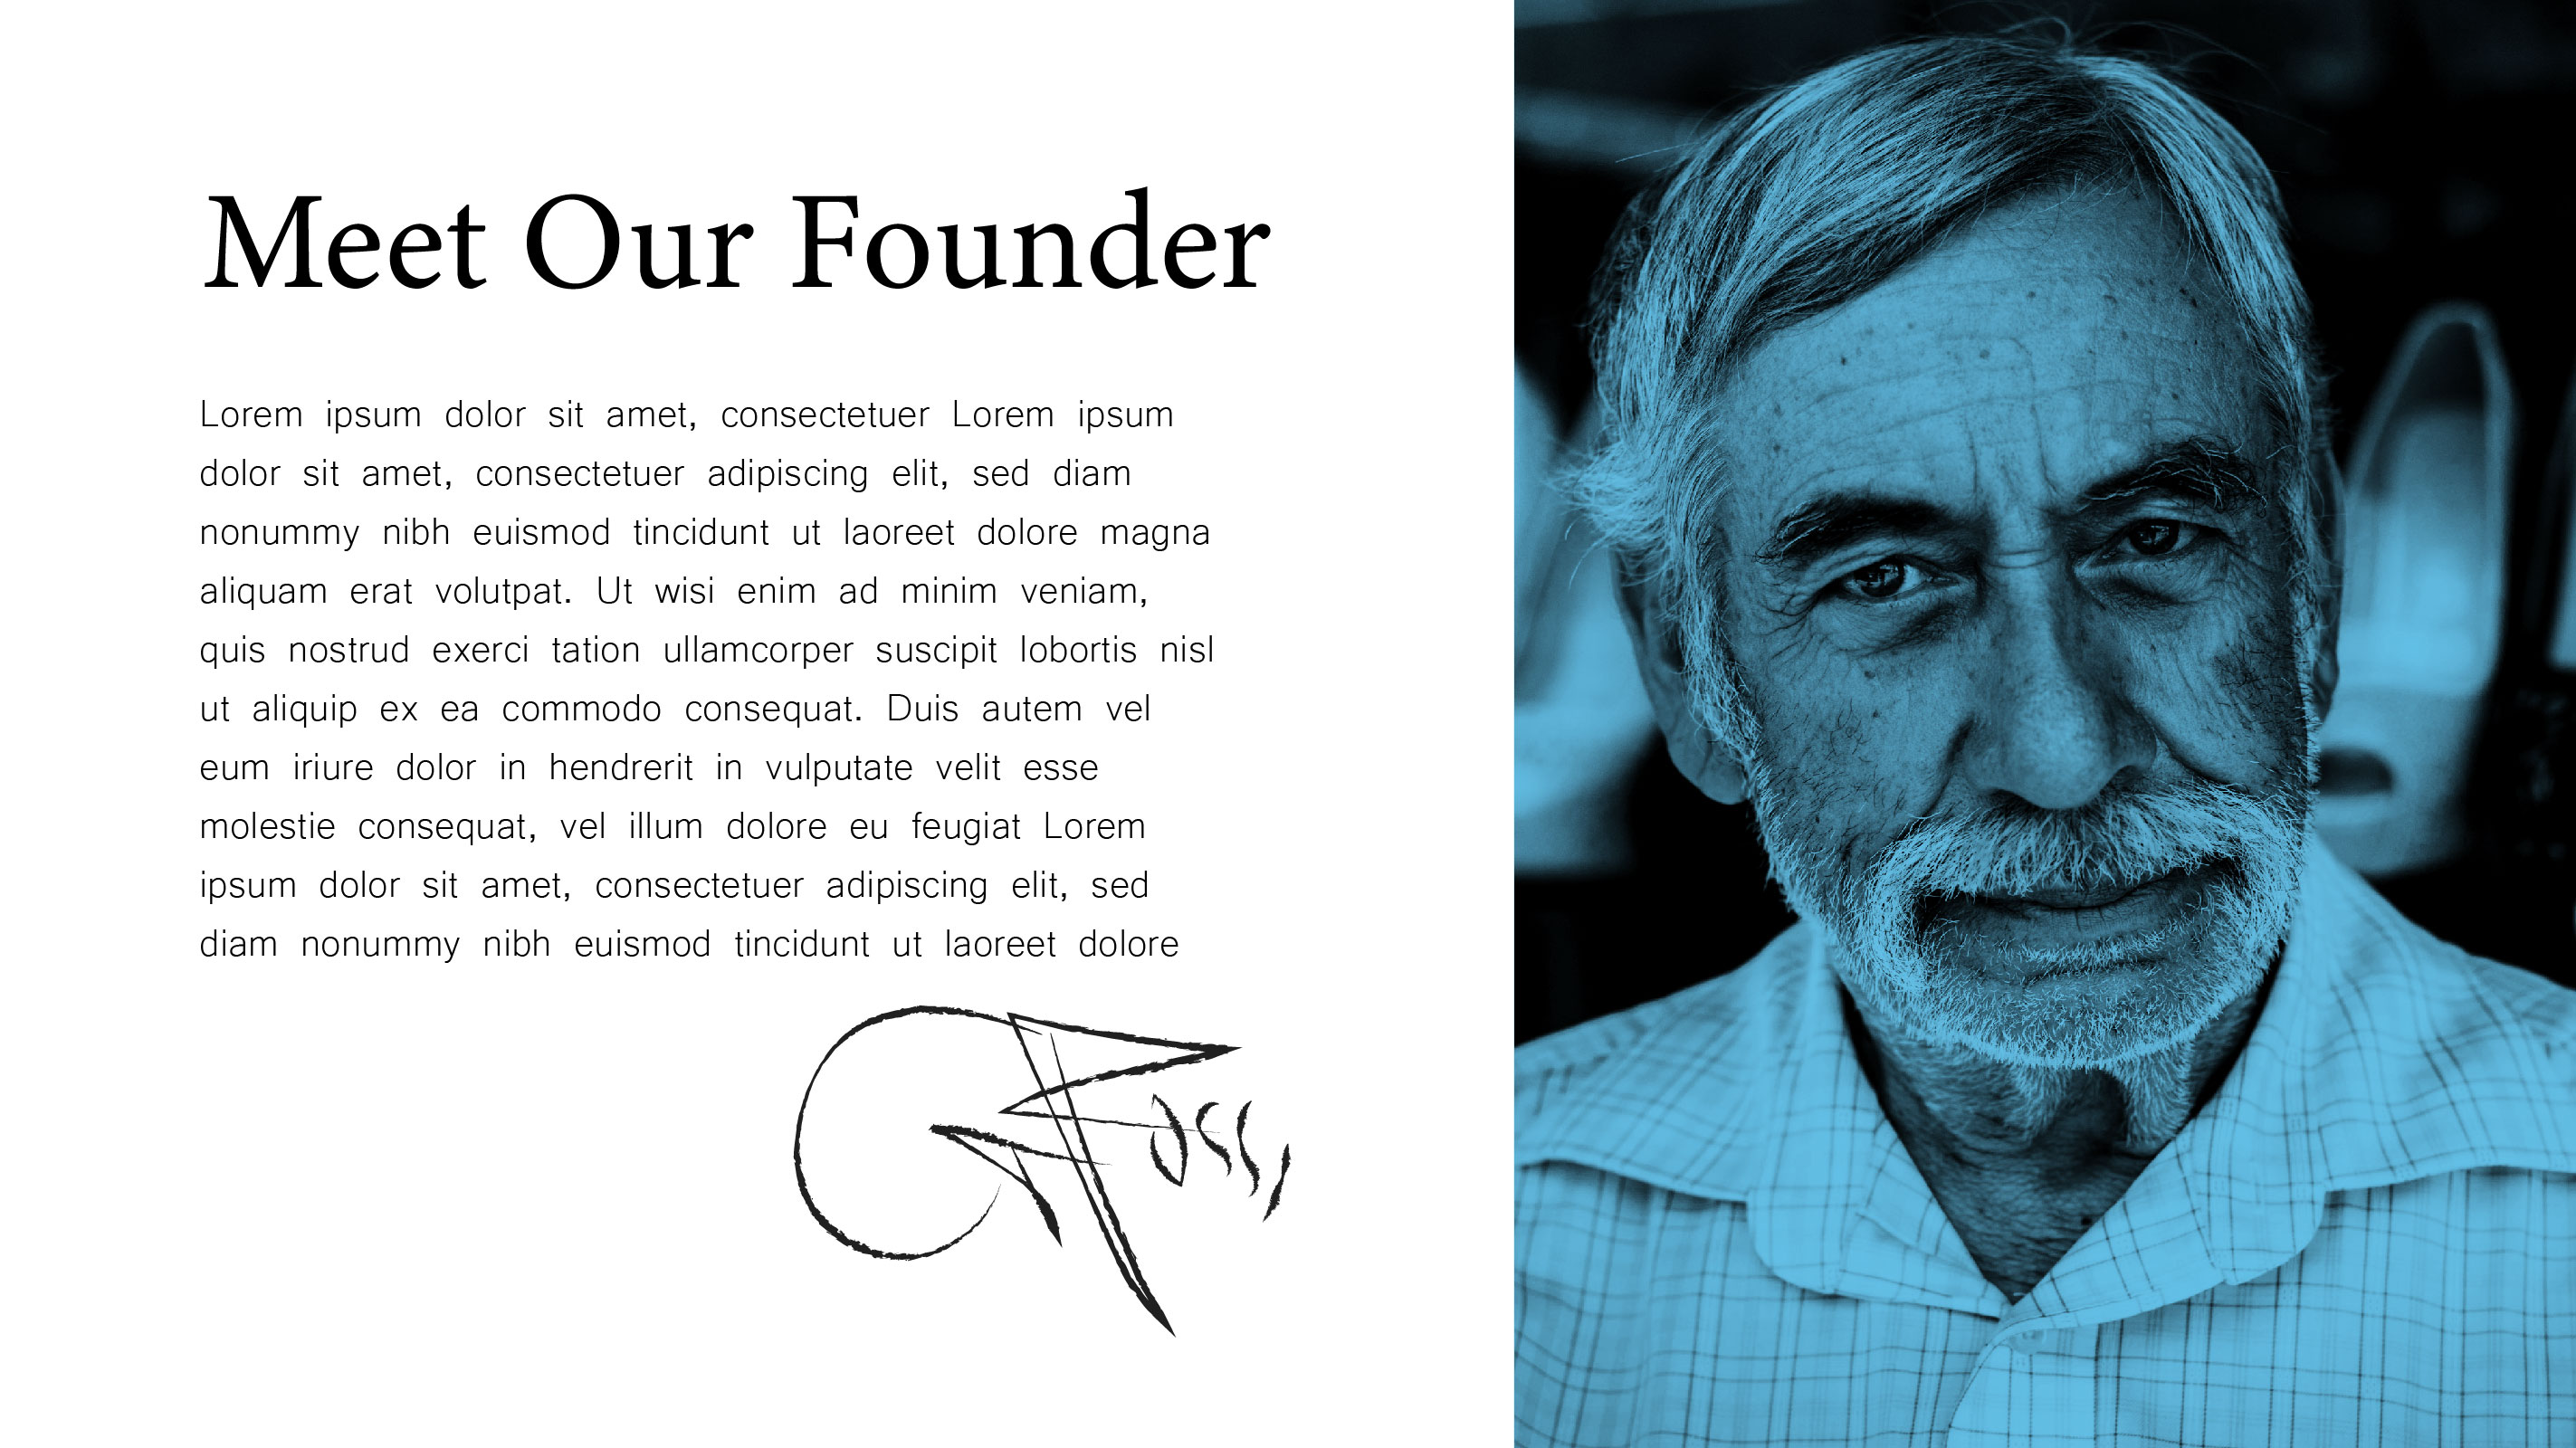 Meet Our Founder
Lorem ipsum dolor sit amet, consectetuer Lorem ipsum
dolor sit amet, consectetuer adipiscing elit, sed diam
nonummy nibh euismod tincidunt ut laoreet dolore magna
aliquam erat volutpat. Ut wisi enim ad minim veniam,
quis nostrud exerci tation ullamcorper suscipit lobortis nisl
ut aliquip ex ea commodo consequat. Duis autem vel
eum iriure dolor in hendrerit in vulputate velit esse
molestie consequat, vel illum dolore eu feugiat Lorem
ipsum dolor sit amet, consectetuer adipiscing elit, sed
diam nonummy nibh euismod tincidunt ut laoreet dolore